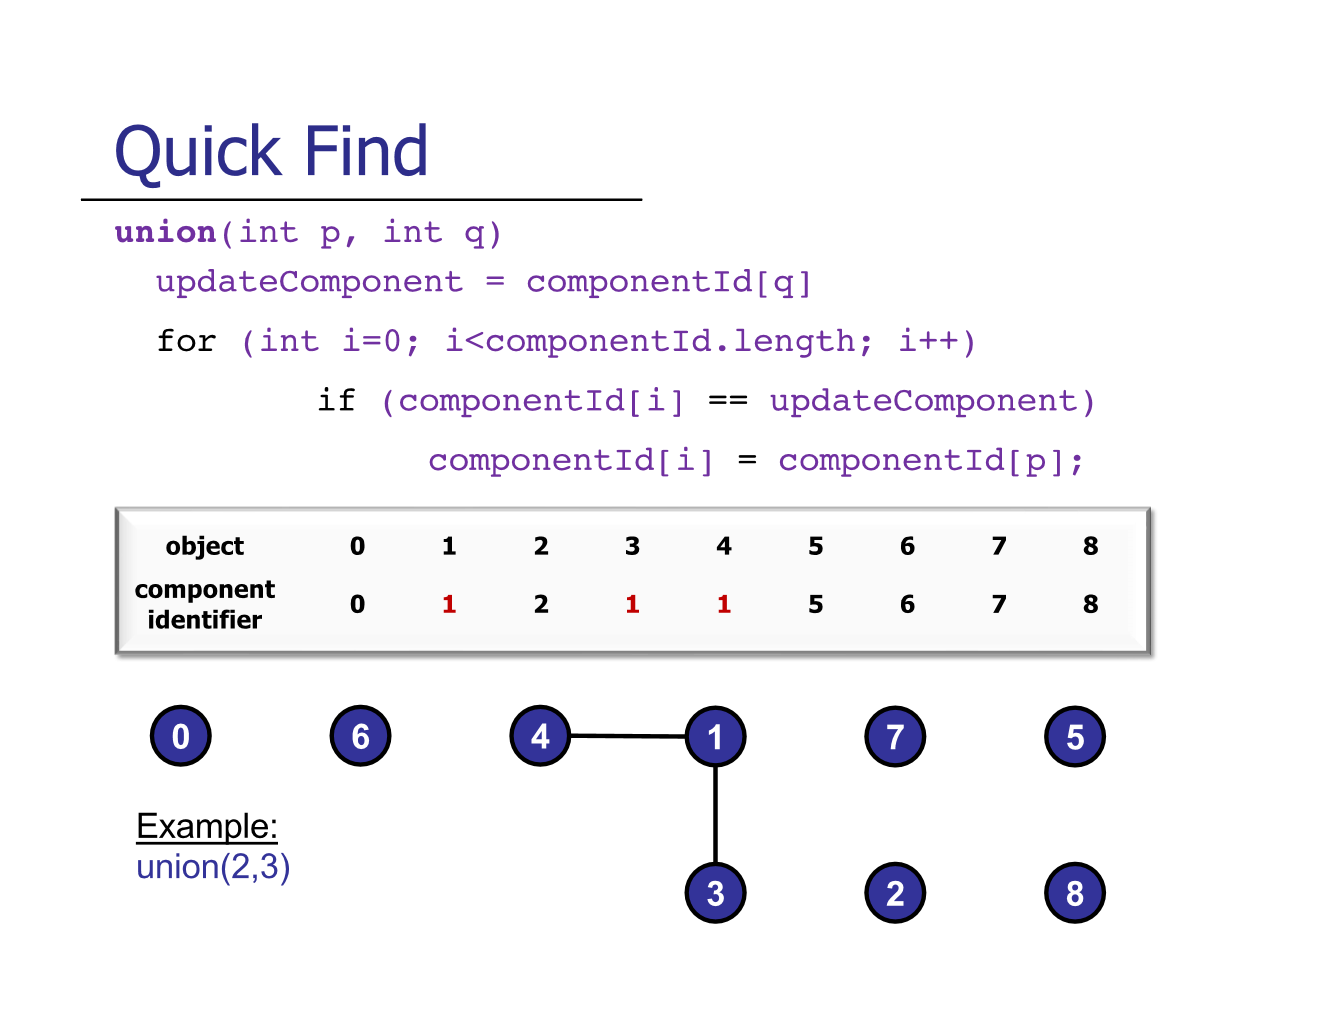 Quick Find
union(int p, int q)
updateComponent = componentId[q]
for (int i=0; i<componentId.length; i++)
if (componentId[i] == updateComponent)
componentId[i] = componentId[p];
object 0 1 2 3 4 5 6 7 8
component
identifier 0 1 2 1 1 5 6 7 8
0 6 4 1 7 5
Example:
union(2,3)
3 2 8